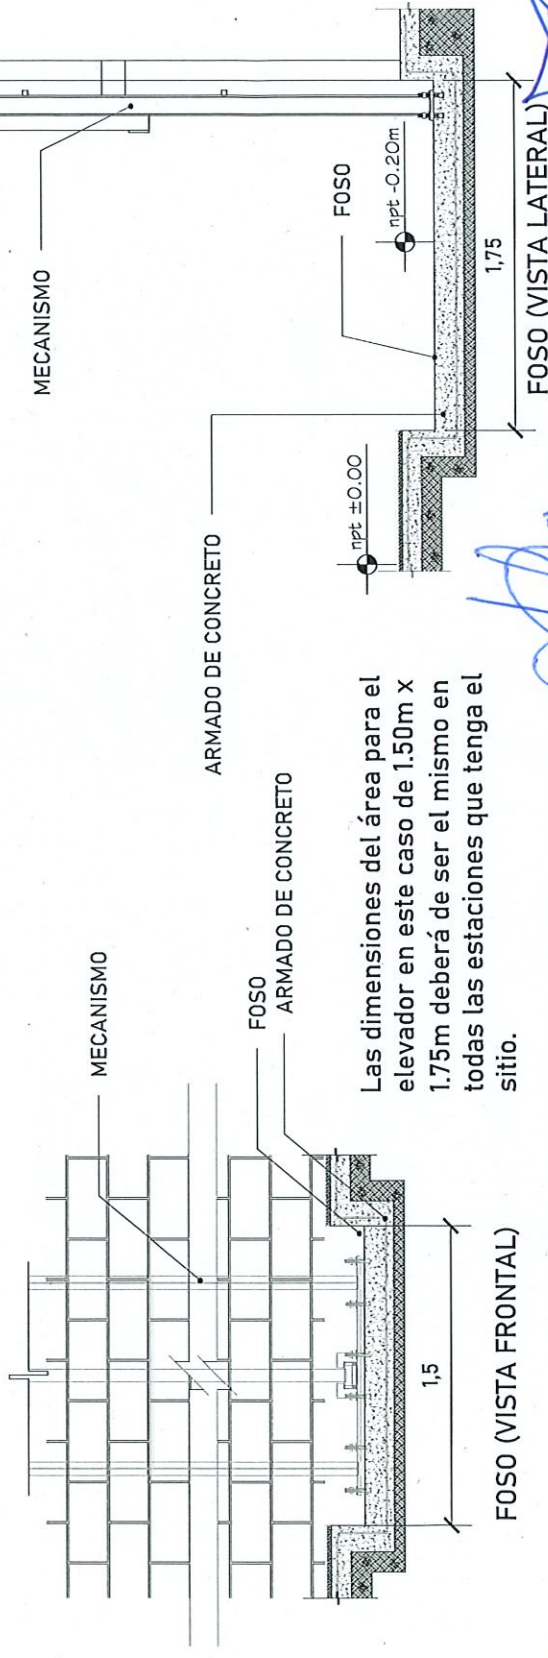 MECANISMO
FOSO
ARMADO DE CONCRETO
1,5
FOSO (VISTA FRONTAL)
Las dimensiones del área para el
elevador en este caso de 1.50m x
1.75m deberá de ser el mismo en
todas las estaciones que tenga el
sitio.
MECANISMO
ARMADO DE CONCRETO
FOSO
npt ±0.00
npt -0.20m
1,75
FOSO (VISTA LATERAL)